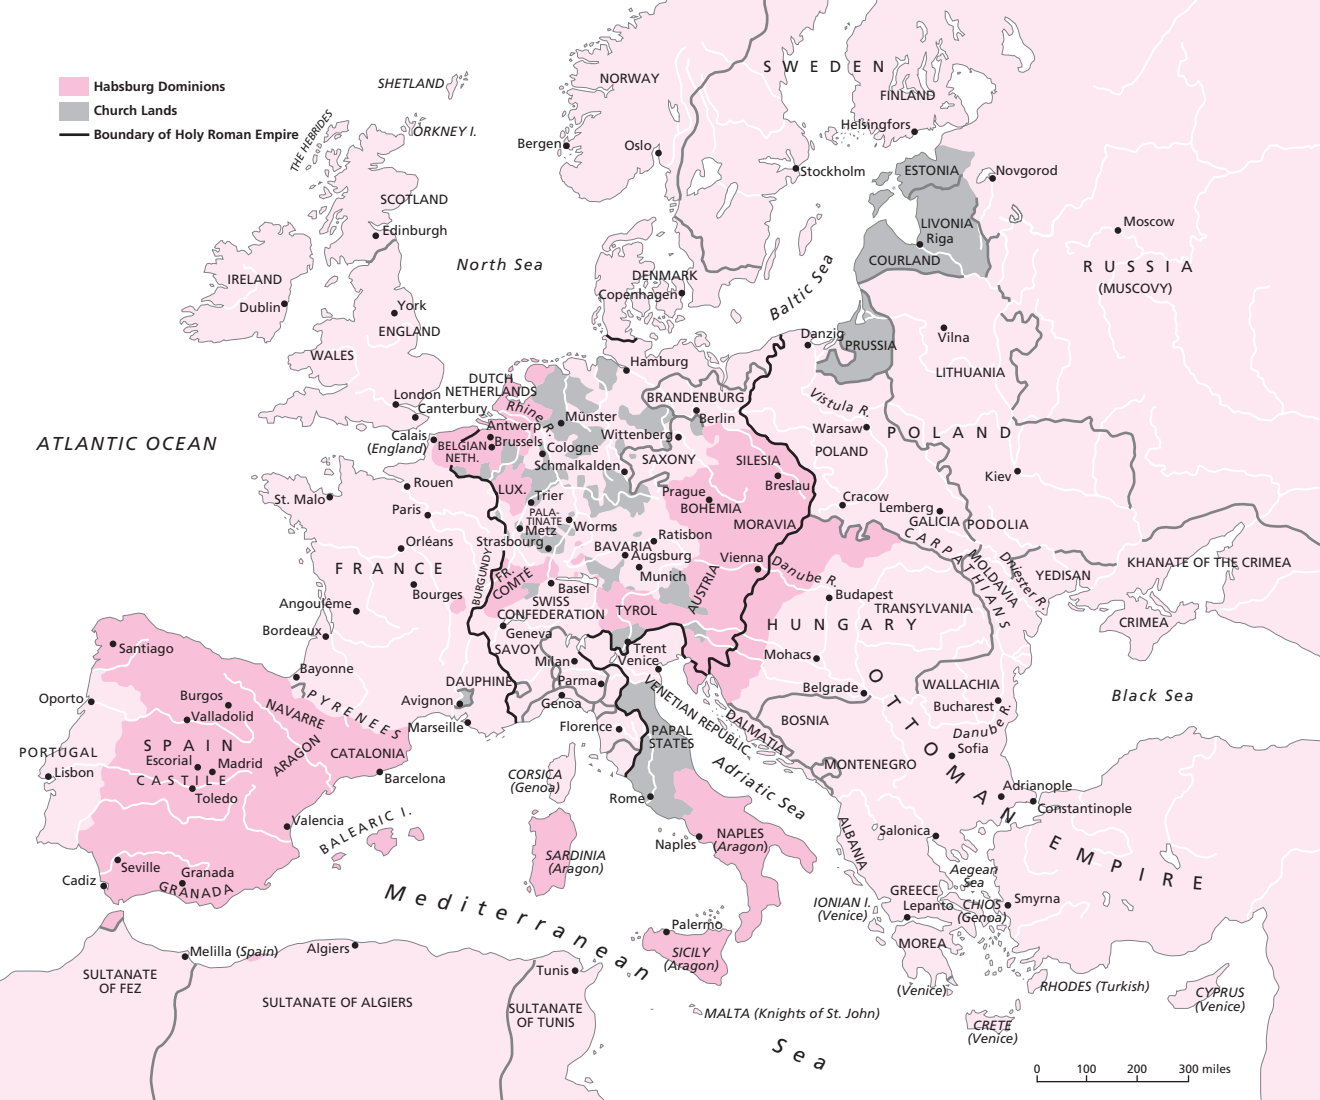 Habsburg Dominions
Church Lands
Boundary of Holy Roman Empire
SHETLAND
ORKNEY I.
THE HEBRIDES
SCOTLAND
Edinburgh
IRELAND
Dublin
York
ENGLAND
WALES
London
Canterbury
Calais
(England)
North Sea
ATLANTIC OCEAN
NORWAY
Bergen
Oslo
SWEDEN
FINLAND
Helsingfors
Stockholm
ESTONIA
Novgorod
LIVONIA
Riga
COURLAND
Moscow
RUSSIA
(MUSCOVY)
DENMARK
Copenhagen
Baltic Sea
Danzig
PRUSSIA
Vilna
LITHUANIA
Hamburg
DUTCH
NETHERLANDS
Rhine R.
Antwerp
Brussels
BELGIAN
NETH.
Münster
Cologne
Schmalkalden
Wittenberg
BRANDENBURG
Berlin
SAXONY
SILESIA
Breslau
Vistula R.
Warsaw
POLAND
POLAND
Kiev
Cracow
Lemberg
GALICIA
PODOLIA
Prague
BOHEMIA
MORAVIA
LUX.
Trier
PALA-
TINATE
Metz
Worms
Strasbourg
BAVARIA
Ratisbon
Augsburg
Munich
Vienna
AUSTRIA
TYROL
Basel
SWISS
CONFEDERATION
Geneva
SAVOY
FR.
COMTÉ
BURGUNDY
St. Malo
Rouen
Paris
Orléans
FRANCE
Bourges
Angoulême
Bordeaux
Bayonne
PYRENEES
DAUPHINE
Avignon
Marseille
Milan
Trent
Venice
Parma
Genoa
Florence
VENETIAN REPUBLIC
PAPAL
STATES
Rome
CORSICA
(Genoa)
SARDINIA
(Aragon)
NAPLES
(Aragon)
Naples
Palermo
SICILY
(Aragon)
Adriatic Sea
DALMATIA
BOSNIA
MONTENEGRO
ALBANIA
Danube R.
Budapest
HUNGARY
TRANSYLVANIA
Mohacs
Belgrade
CARPATHIANS
MOLDAVIA
Dniester R.
YEDISAN
KHANATE OF THE CRIMEA
CRIMEA
Black Sea
WALLACHIA
Bucharest
Danube R.
Sofia
OTTOMAN EMPIRE
Adrianople
Constantinople
Salonica
Aegean
Sea
GREECE
Lepanto
CHIOS
(Genoa)
Smyrna
IONIAN I.
(Venice)
MOREA
(Venice)
RHODES (Turkish)
CYPRUS
(Venice)
CRETE
(Venice)
MALTA (Knights of St. John)
Mediterranean
Sea
Santiago
Oporto
Burgos
Valladolid
NAVARRE
SPAIN
ARAGON
CATALONIA
Barcelona
PORTUGAL
Lisbon
Escorial
Madrid
CASTILE
Toledo
Valencia
BALEARIC I.
Seville
Granada
GRANADA
Cadiz
Melilla (Spain)
Algiers
Tunis
SULTANATE
OF FEZ
SULTANATE OF ALGIERS
SULTANATE
OF TUNIS
0 100 200 300 miles